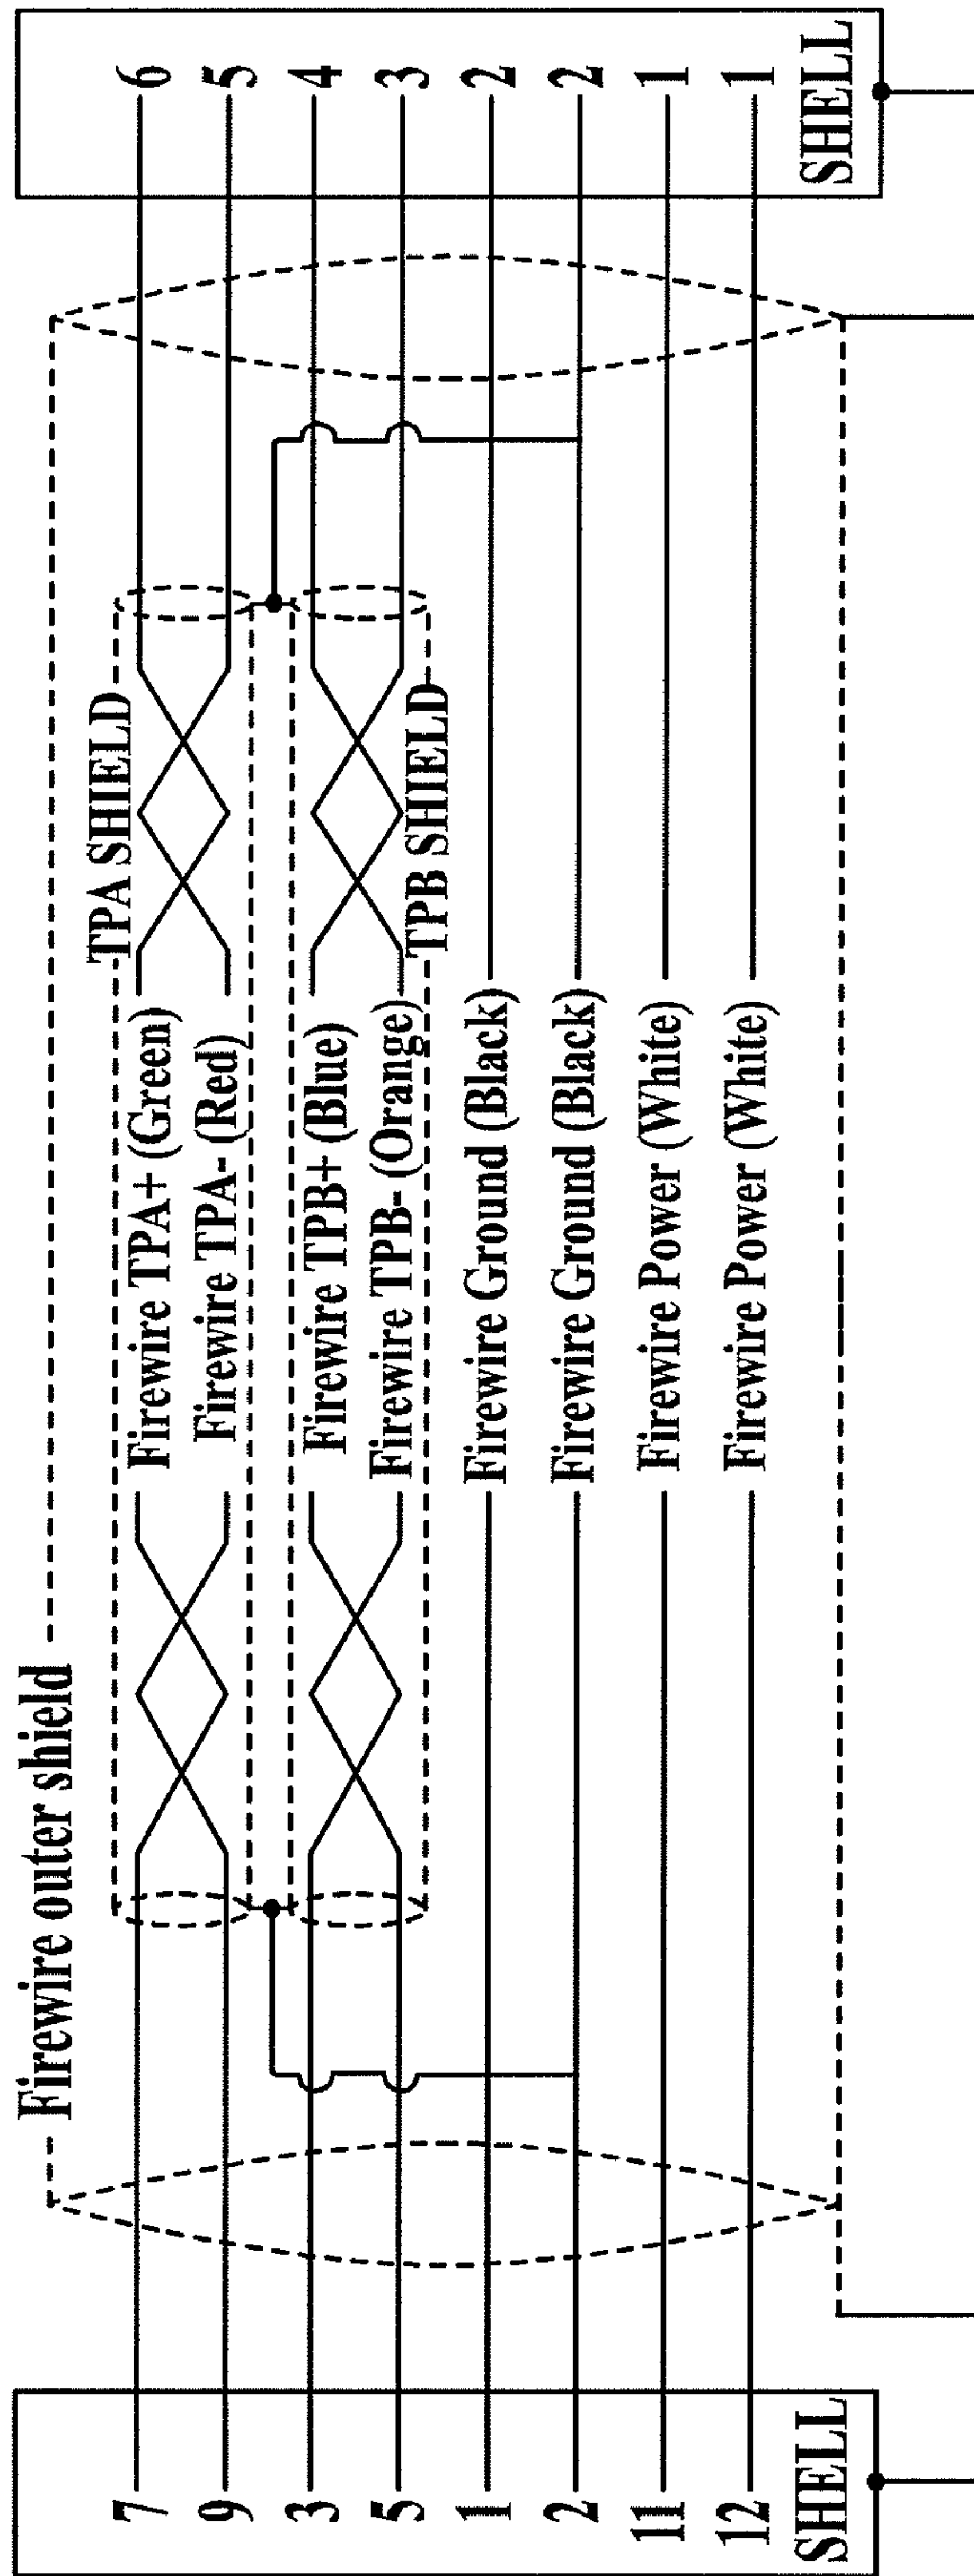 Firewire outer shield
TPA SHIELD
7 Firewire TPA+ (Green) 6
9 Firewire TPA- (Red) 5
3 Firewire TPB+ (Blue) 4
5 Firewire TPB- (Orange) 3
TPB SHIELD
1 Firewire Ground (Black) 2
2 Firewire Ground (Black) 2
11 Firewire Power (White) 1
12 Firewire Power (White) 1
SHELL SHELL